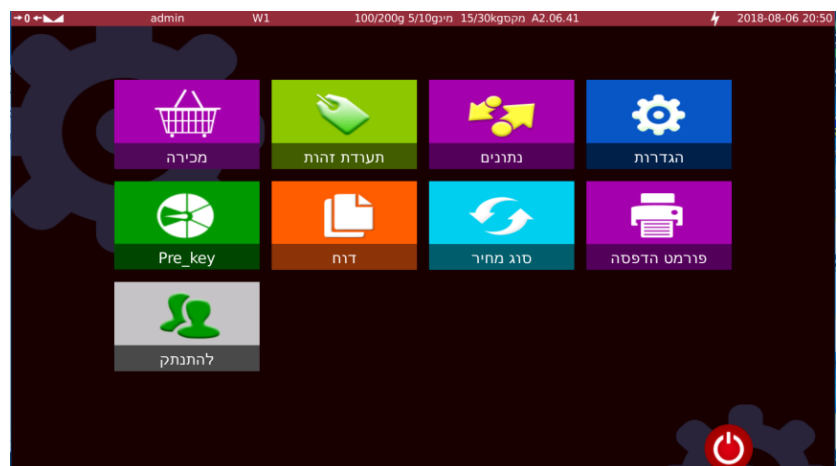 →0← admin W1 100/200g 5/10gמינ 15/30kgמקס A2.06.41 2018-08-06 20:50
מכירה תעודת זהות נתונים הגדרות
Pre_key דוח סוג מחיר פורמט הדפסה
להתנתק